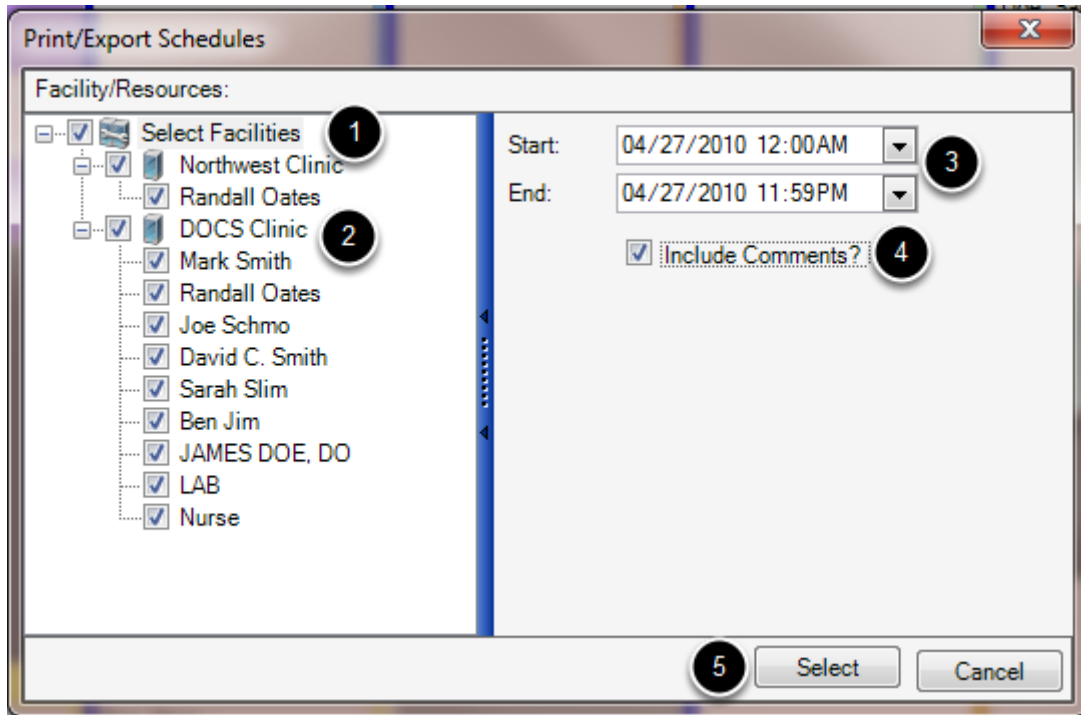 Print/Export Schedules
Facility/Resources:
Select Facilities 1
Northwest Clinic
Randall Oates
DOCS Clinic 2
Mark Smith
Randall Oates
Joe Schmo
David C. Smith
Sarah Slim
Ben Jim
JAMES DOE, DO
LAB
Nurse
Start: 04/27/2010 12:00AM
3
End: 04/27/2010 11:59PM
Include Comments? 4
5 Select Cancel